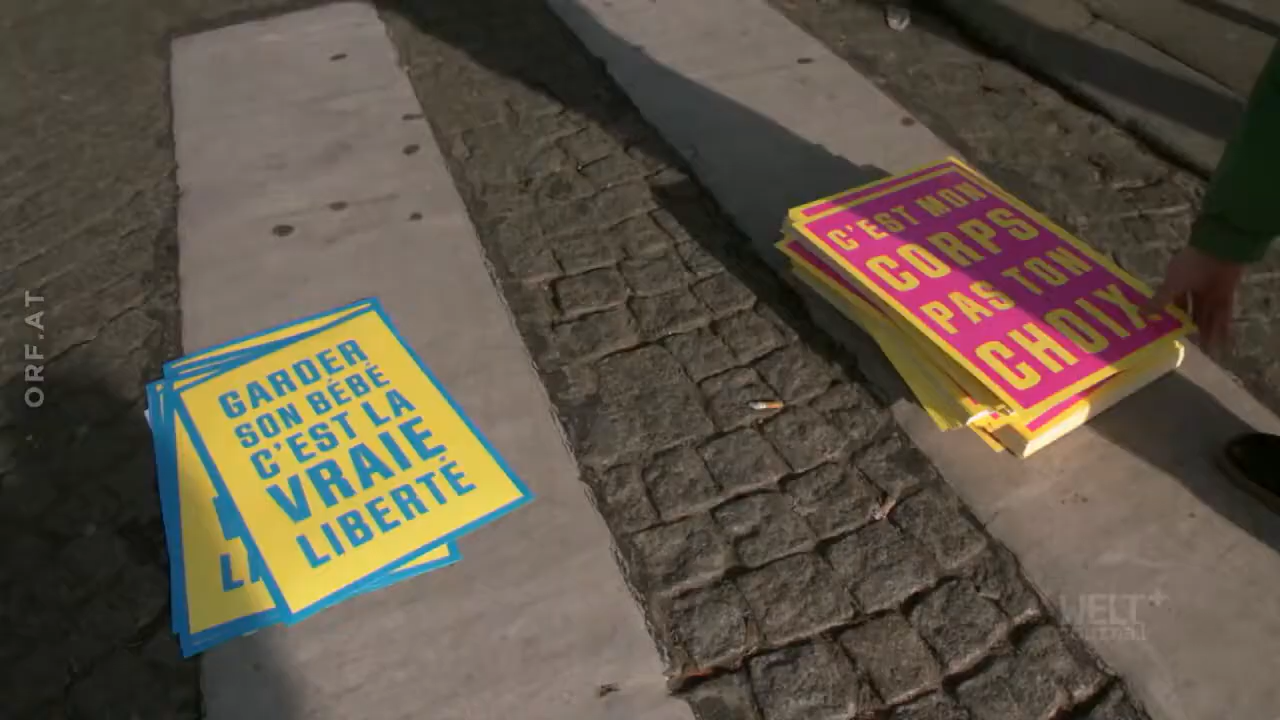 ORF.AT
GARDER
SON BÉBÉ
C'EST LA
VRAIE
LIBERTÉ
C'EST MON
CORPS
PAS TON
CHOIX
WELT+